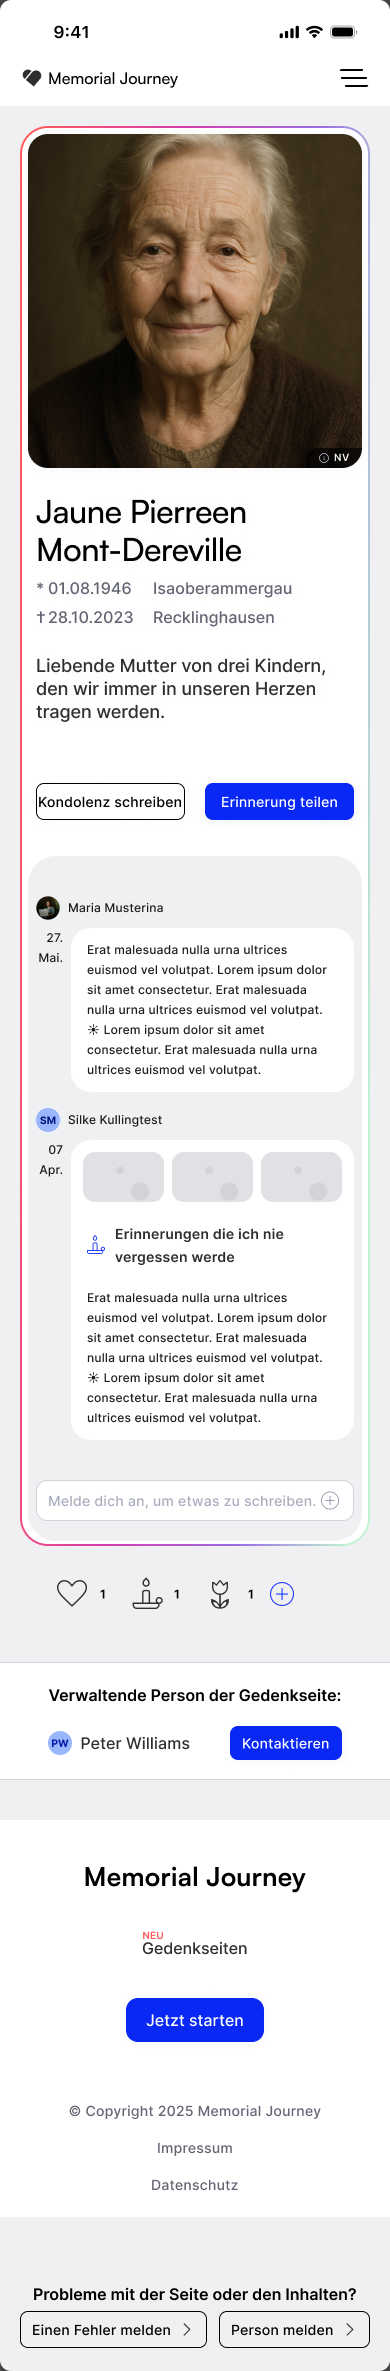 9:41
Memorial Journey
NV
Jaune Pierreen
Mont-Dereville
* 01.08.1946 Isaoberammergau
†28.10.2023 Recklinghausen
Liebende Mutter von drei Kindern,
den wir immer in unseren Herzen
tragen werden.
Kondolenz schreiben Erinnerung teilen
Maria Musterina
27.
Mai.
Erat malesuada nulla urna ultrices
euismod vel volutpat. Lorem ipsum dolor
sit amet consectetur. Erat malesuada
nulla urna ultrices euismod vel volutpat.
☀ Lorem ipsum dolor sit amet
consectetur. Erat malesuada nulla urna
ultrices euismod vel volutpat.
SM Silke Kullingtest
07
Apr.
Erinnerungen die ich nie
vergessen werde
Erat malesuada nulla urna ultrices
euismod vel volutpat. Lorem ipsum dolor
sit amet consectetur. Erat malesuada
nulla urna ultrices euismod vel volutpat.
☀ Lorem ipsum dolor sit amet
consectetur. Erat malesuada nulla urna
ultrices euismod vel volutpat.
Melde dich an, um etwas zu schreiben.
1 1 1
Verwaltende Person der Gedenkseite:
PW Peter Williams Kontaktieren
Memorial Journey
NEU
Gedenkseiten
Jetzt starten
© Copyright 2025 Memorial Journey
Impressum
Datenschutz
Probleme mit der Seite oder den Inhalten?
Einen Fehler melden Person melden